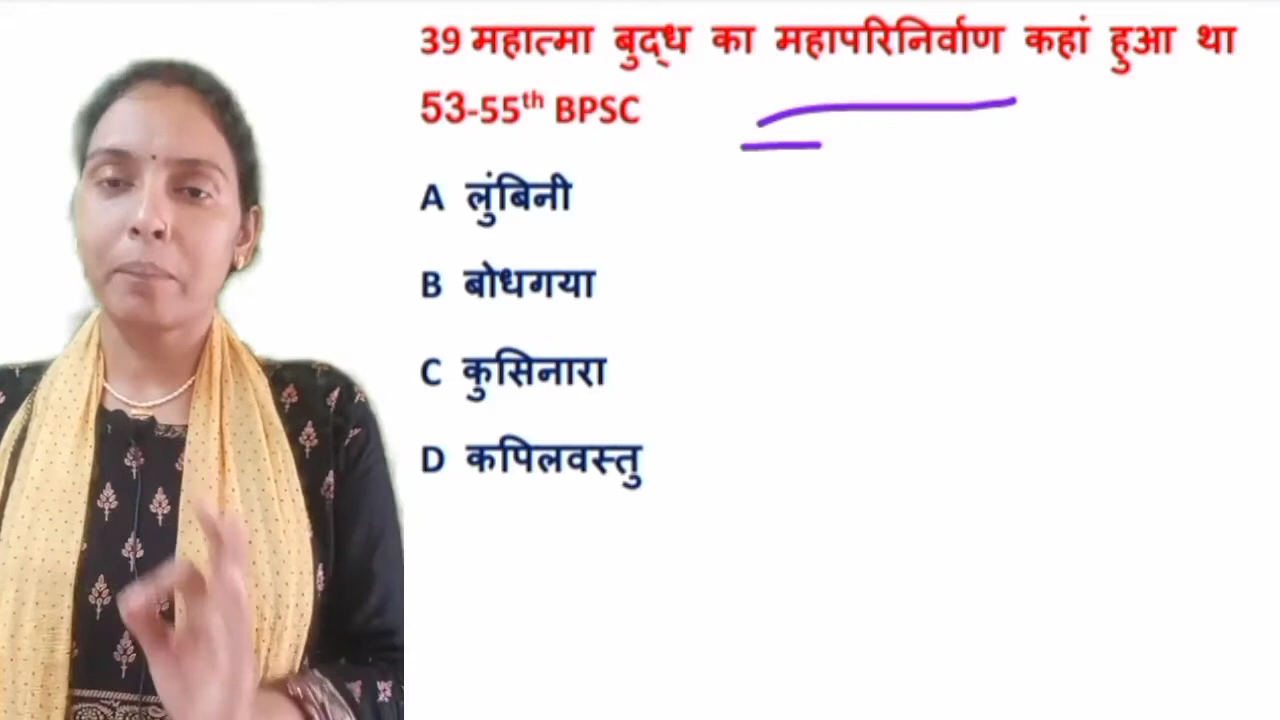 39 महात्मा बुद्ध का महापरिनिर्वाण कहां हुआ था
53-55th BPSC
A लुंबिनी
B बोधगया
C कुसिनारा
D कपिलवस्तु